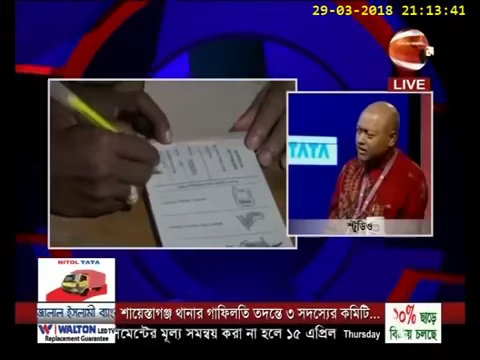 29-03-2018 21:13:41
LIVE
TATA
স্টুডিও
NITOL TATA
জালাল ইসলামী ব্যাং
শায়েস্তাগঞ্জ থানার গাফিলতি তদন্তে ৩ সদস্যের কমিটি...
১০% ছাড়ে
বিক্রয় চলছে
W WALTON LED TV
Replacement Guarantee
মেন্টের মূল্য সমন্বয় করা না হলে ১৫ এপ্রিল
Thursday